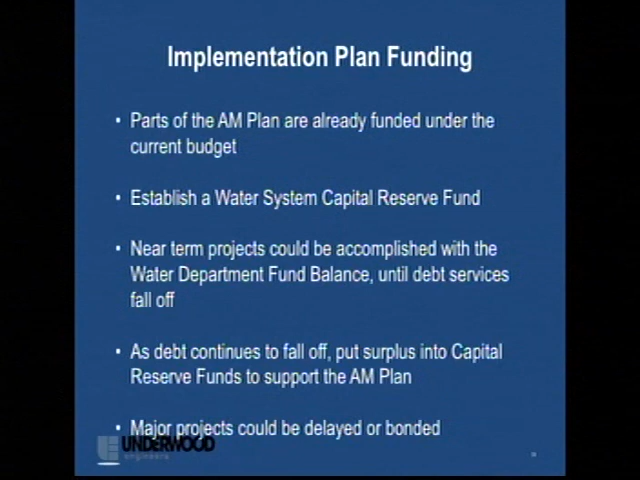 Implementation Plan Funding
• Parts of the AM Plan are already funded under the
current budget
• Establish a Water System Capital Reserve Fund
• Near term projects could be accomplished with the
Water Department Fund Balance, until debt services
fall off
• As debt continues to fall off, put surplus into Capital
Reserve Funds to support the AM Plan
• Major projects could be delayed or bonded
UNDERWOOD
engineers